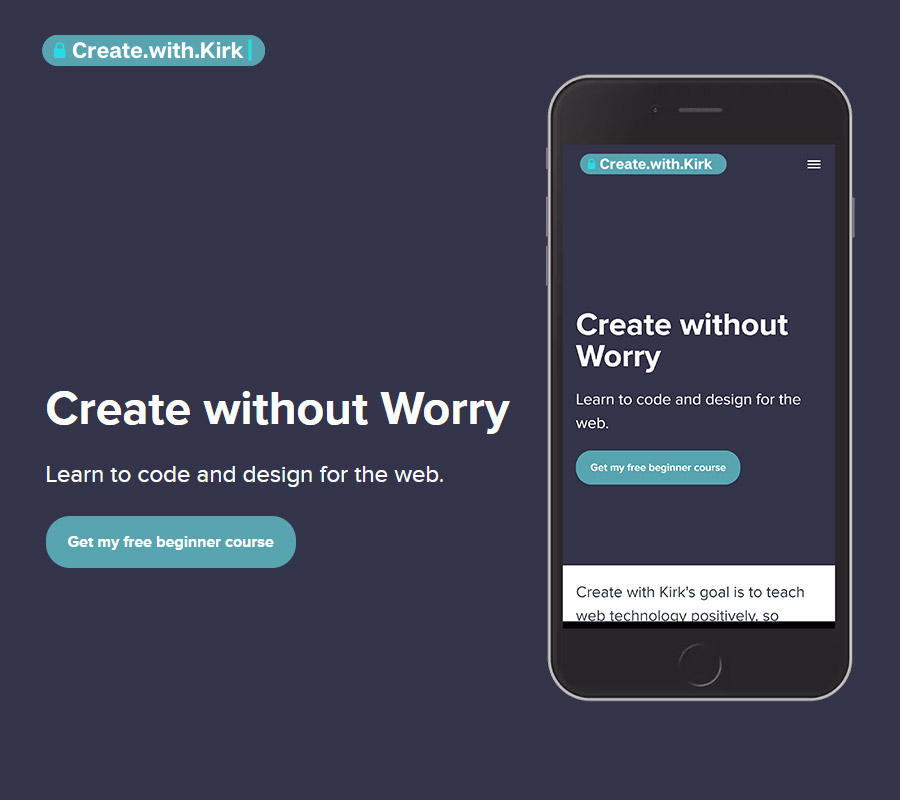 Create.with.Kirk
Create without Worry
Learn to code and design for the web.
Get my free beginner course
Create.with.Kirk
Create without
Worry
Learn to code and design for the
web.
Get my free beginner course
Create with Kirk's goal is to teach
web technology positively, so